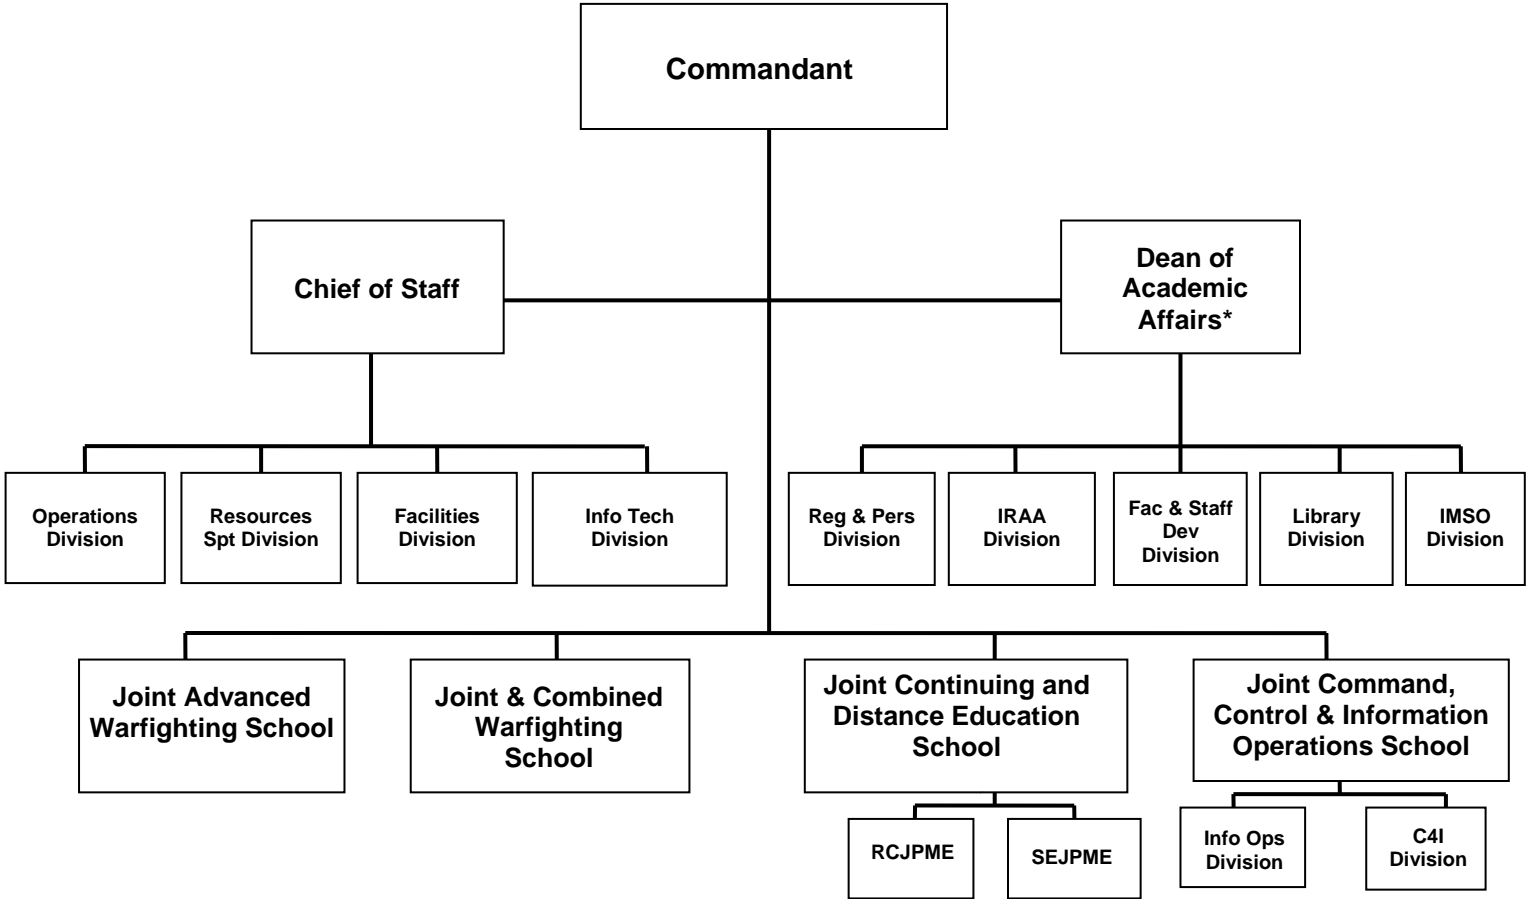 Commandant
Chief of Staff
Dean of
Academic
Affairs*
Operations
Division
Resources
Spt Division
Facilities
Division
Info Tech
Division
Reg & Pers
Division
IRAA
Division
Fac & Staff
Dev
Division
Library
Division
IMSO
Division
Joint Advanced
Warfighting School
Joint & Combined
Warfighting
School
Joint Continuing and
Distance Education
School
Joint Command,
Control & Information
Operations School
RCJPME
SEJPME
Info Ops
Division
C4I
Division